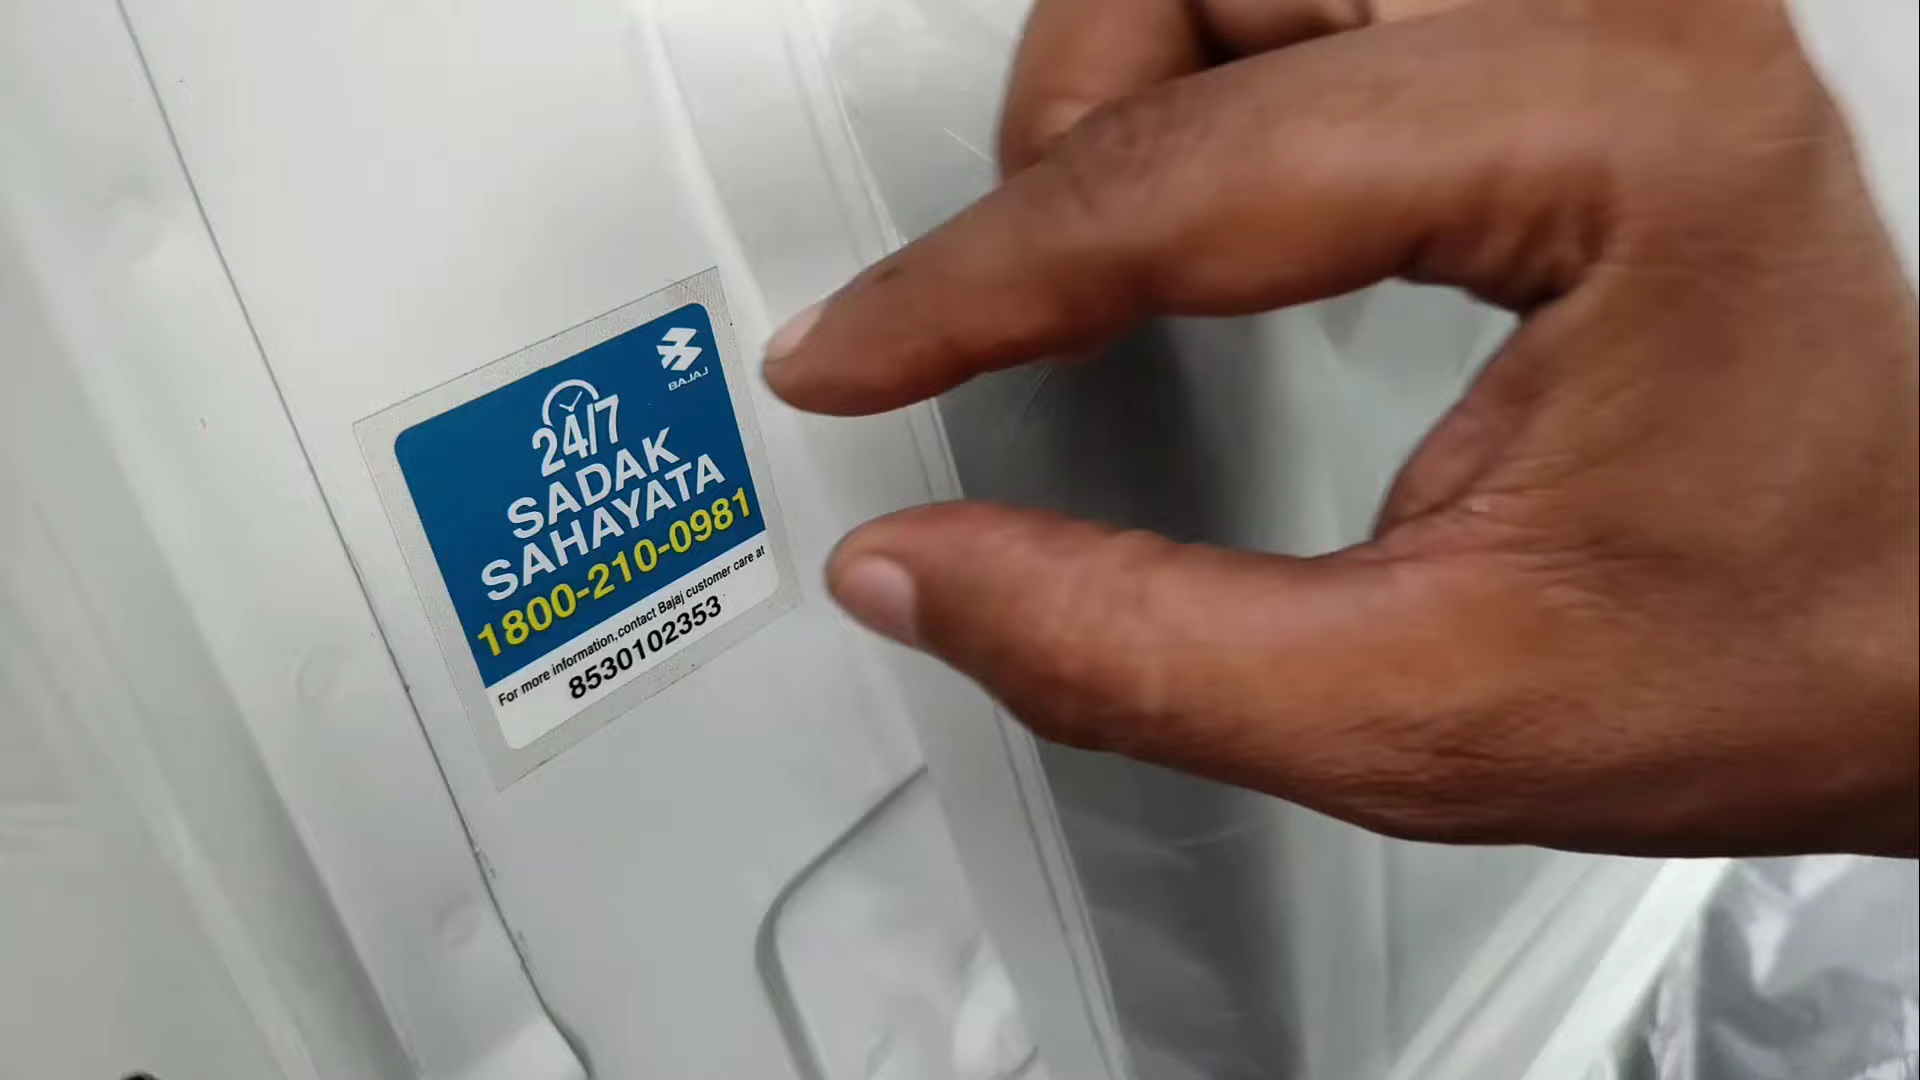 BAJAJ
24/7
SADAK
SAHAYATA
1800-210-0981
For more information, contact Bajaj customer care at
8530102353